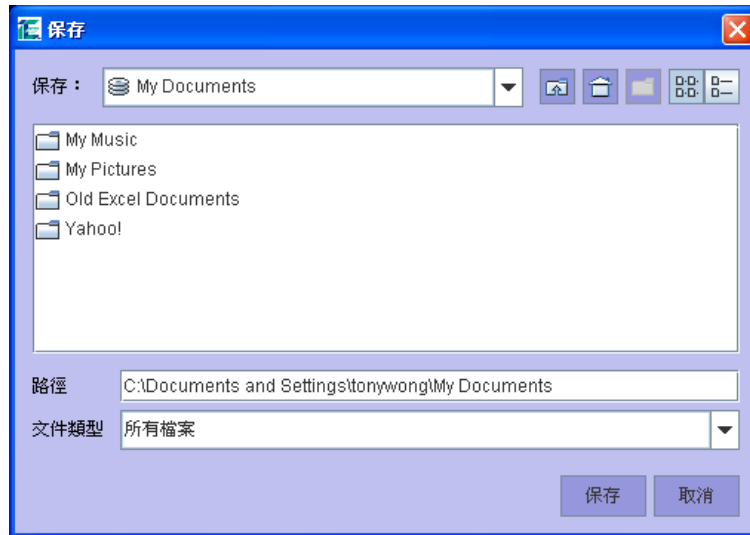 保存
保存： My Documents
My Music
My Pictures
Old Excel Documents
Yahoo!
路徑 C:\Documents and Settings\tonywong\My Documents
文件類型 所有檔案
保存 取消